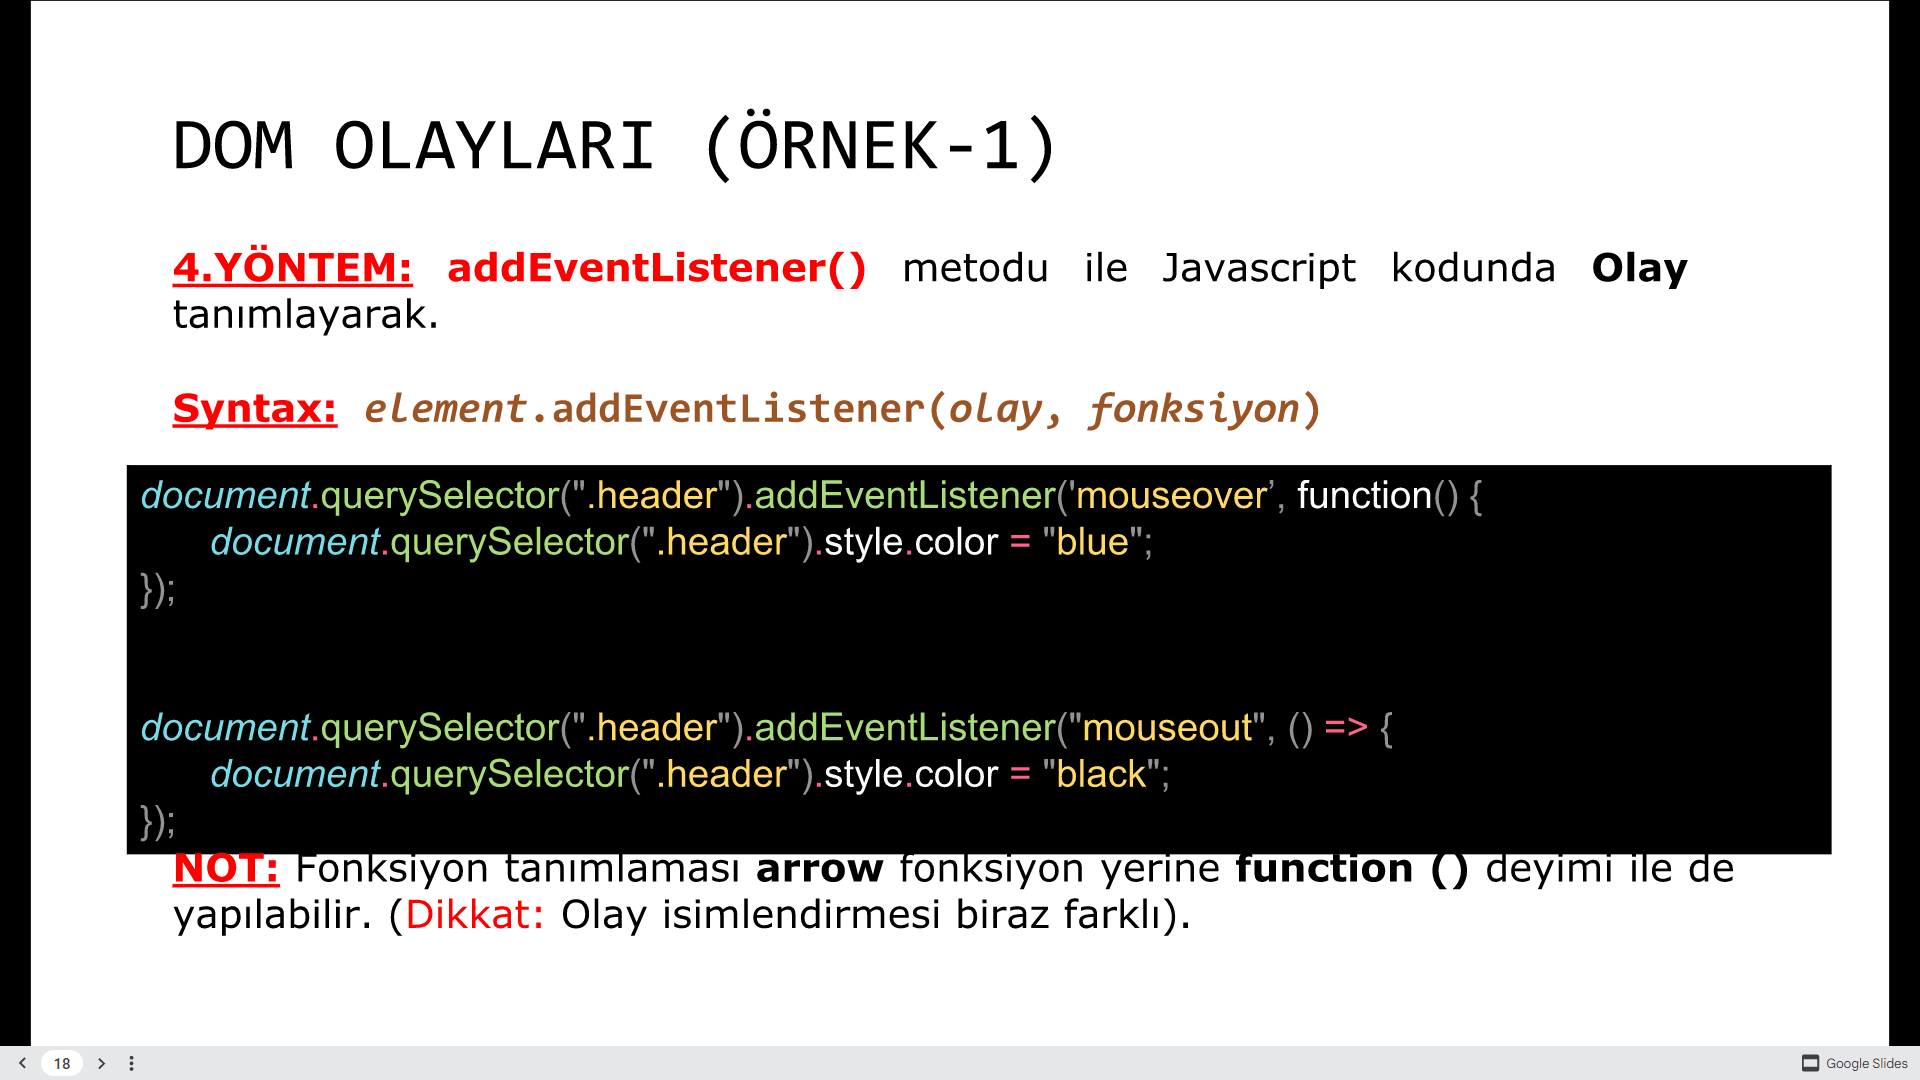 DOM OLAYLARI (ÖRNEK-1)
4.YÖNTEM: addEventListener() metodu ile Javascript kodunda Olay
tanımlayarak.
Syntax: element.addEventListener(olay, fonksiyon)
document.querySelector(".header").addEventListener('mouseover’, function() {
document.querySelector(".header").style.color = "blue";
});
document.querySelector(".header").addEventListener("mouseout", () => {
document.querySelector(".header").style.color = "black";
});
NOT: Fonksiyon tanımlaması arrow fonksiyon yerine function () deyimi ile de
yapılabilir. (Dikkat: Olay isimlendirmesi biraz farklı).
18
Google Slides